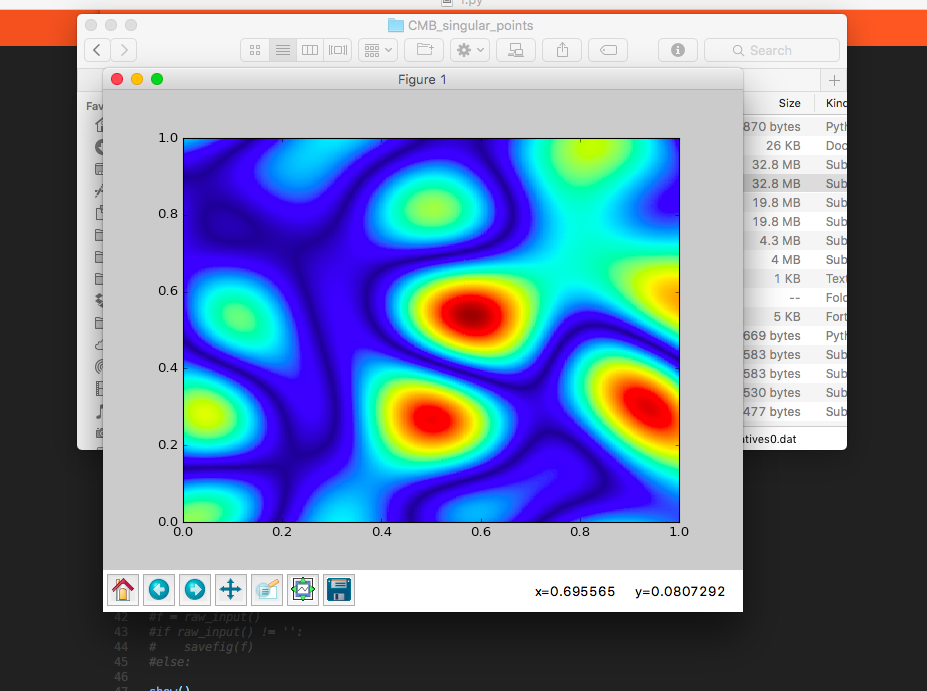 1.py
CMB_singular_points
Search
Figure 1
Fav
Size
Kind
870 bytes
Pyth
26 KB
Doc
32.8 MB
Sub
32.8 MB
Sub
19.8 MB
Sub
19.8 MB
Sub
4.3 MB
Sub
4 MB
Sub
1 KB
Text
--
Fold
5 KB
Fort
669 bytes
Pyth
583 bytes
Sub
583 bytes
Sub
530 bytes
Sub
477 bytes
Sub
atives0.dat
1.0
0.8
0.6
0.4
0.2
0.0
0.0 0.2 0.4 0.6 0.8 1.0
x=0.695565 y=0.0807292
42 #f = raw_input()
43 #if raw_input() != '':
44 # savefig(f)
45 #else:
46
47 show()